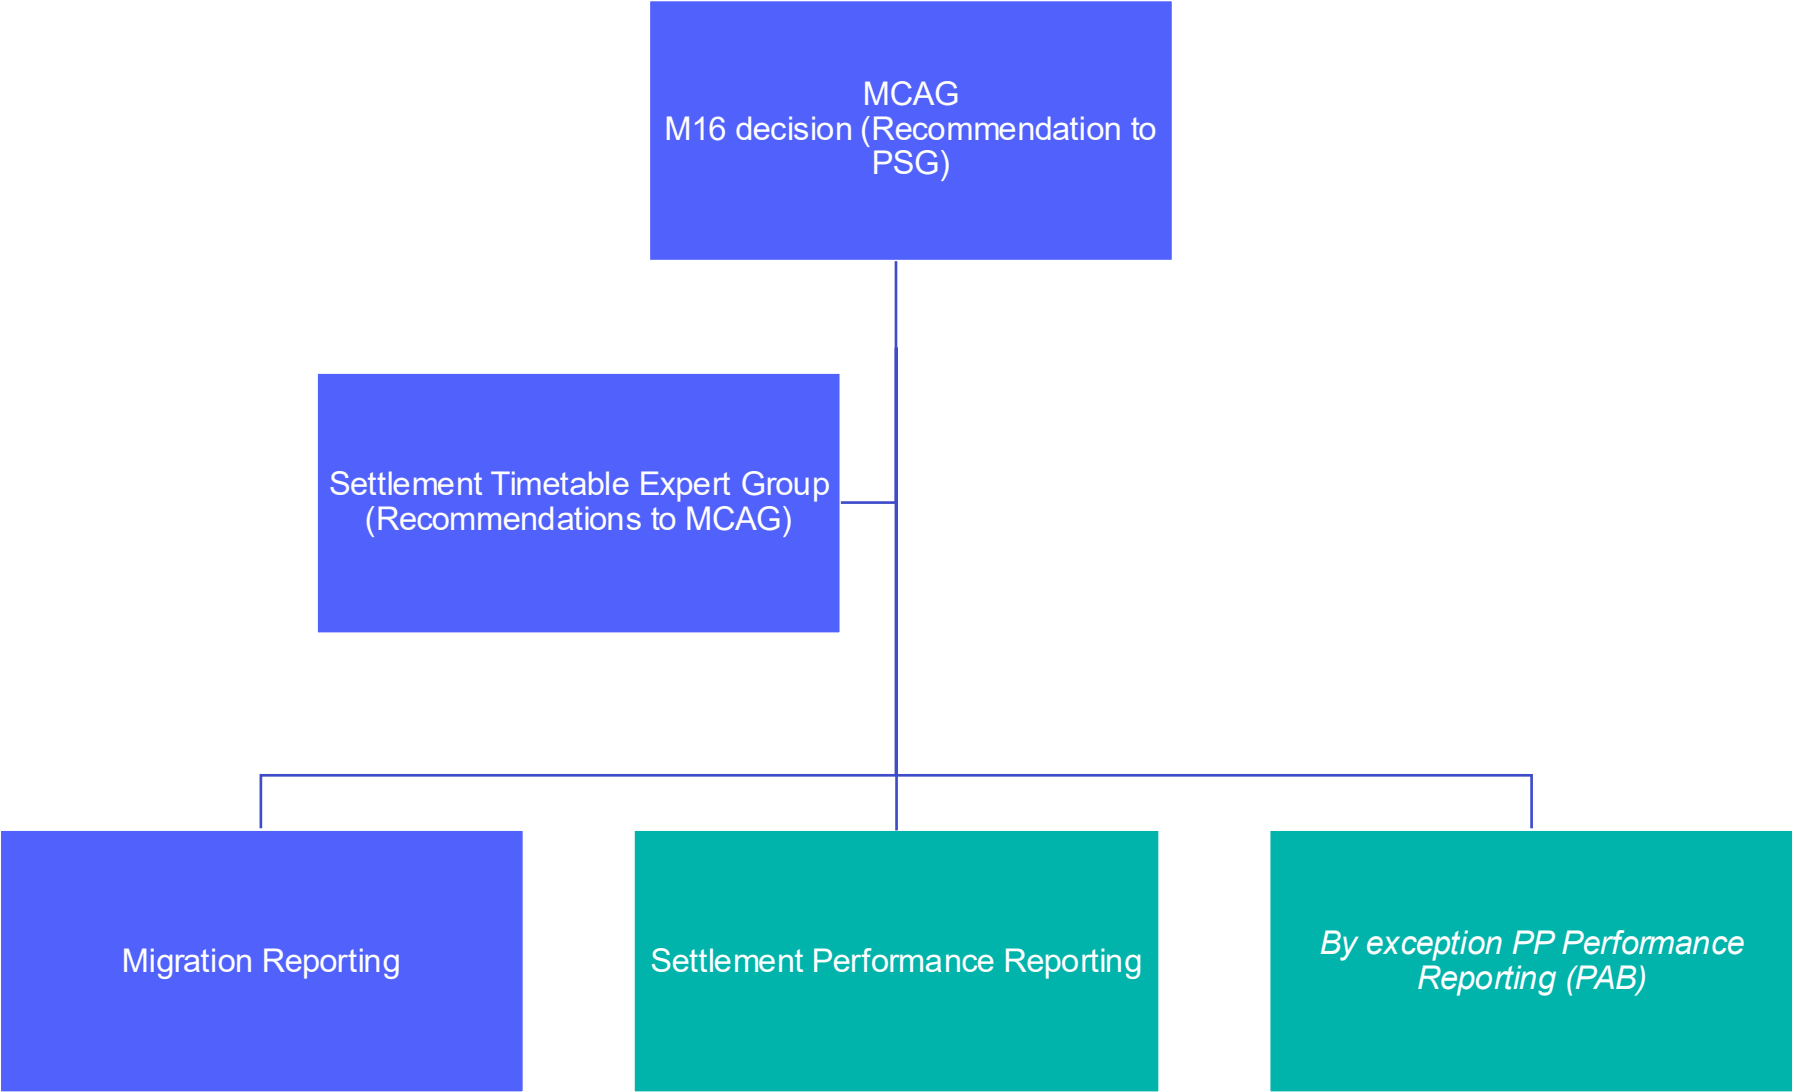 MCAG
M16 decision (Recommendation to
PSG)
Settlement Timetable Expert Group
(Recommendations to MCAG)
Migration Reporting
Settlement Performance Reporting
By exception PP Performance
Reporting (PAB)